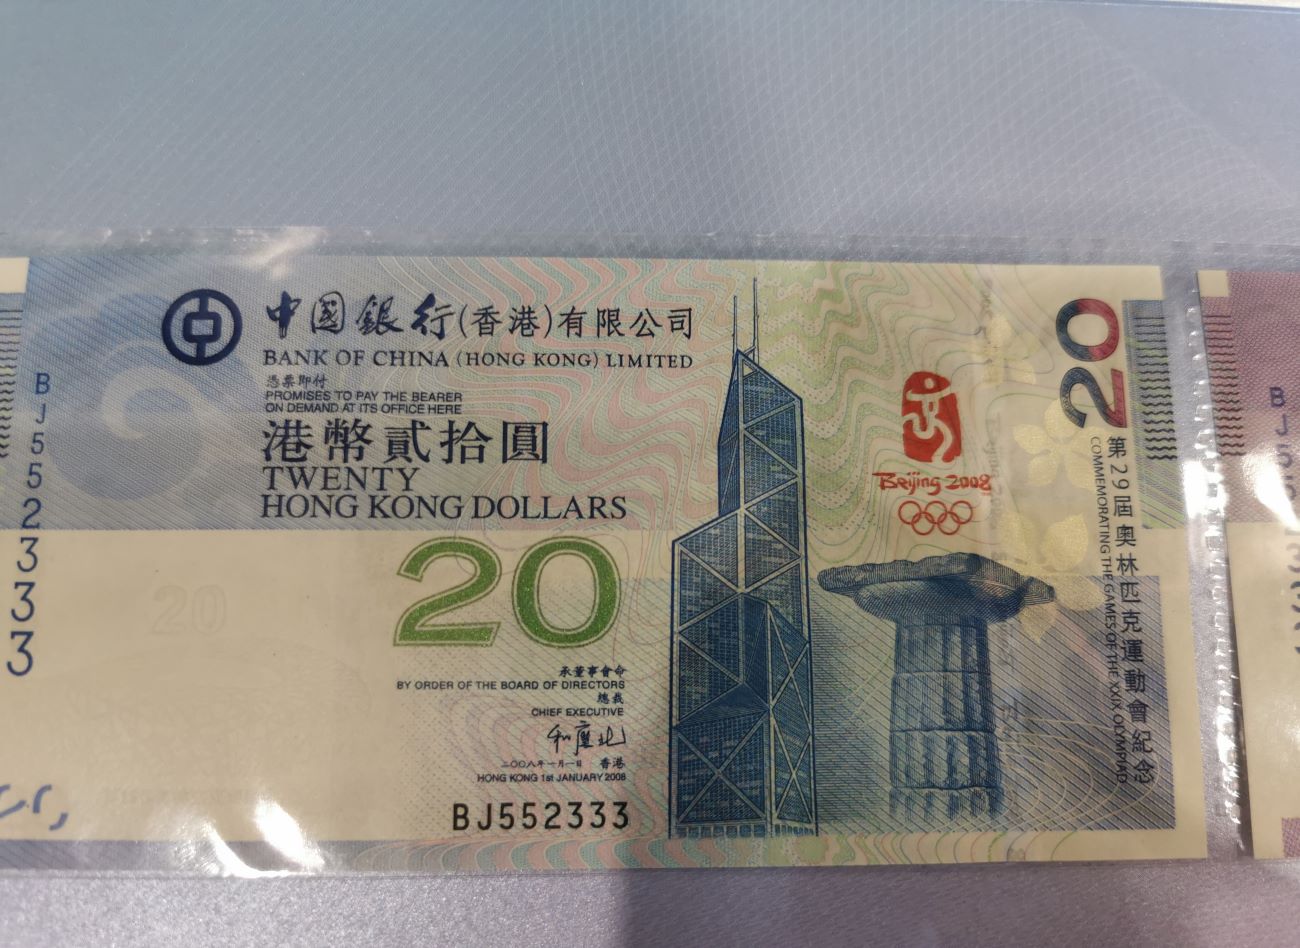 中國銀行(香港)有限公司
BANK OF CHINA (HONG KONG) LIMITED
憑票即付
PROMISES TO PAY THE BEARER
ON DEMAND AT ITS OFFICE HERE
港幣貳拾圓
TWENTY
HONG KONG DOLLARS
20
20
承董事會命
BY ORDER OF THE BOARD OF DIRECTORS
總裁
CHIEF EXECUTIVE
和廣北
二〇〇八年一月一日 香港
HONG KONG 1st JANUARY 2008
BJ552333
BJ552333
Beijing 2008
20
第29屆奧林匹克運動會紀念
COMMEMORATING THE GAMES OF THE XXIX OLYMPIAD